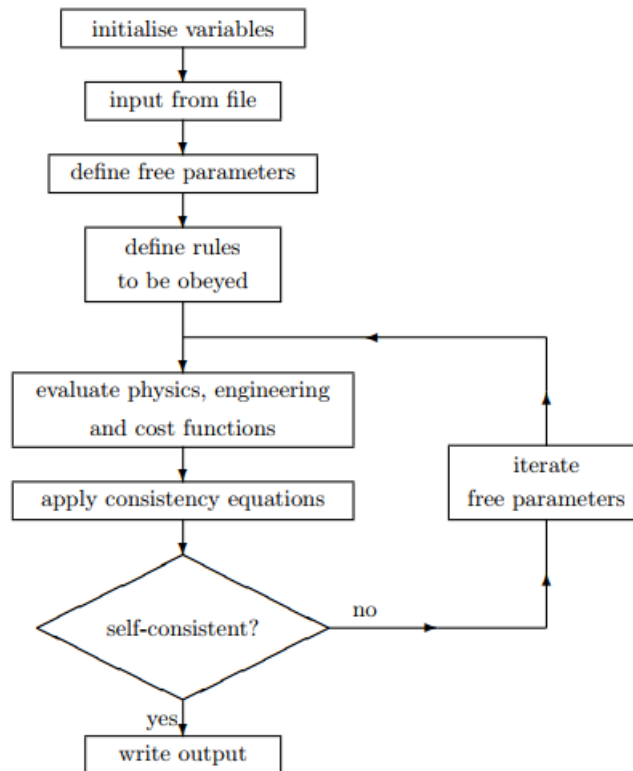 initialise variables
input from file
define free parameters
define rules
to be obeyed
evaluate physics, engineering
and cost functions
apply consistency equations
iterate
free parameters
self-consistent?
no
yes
write output